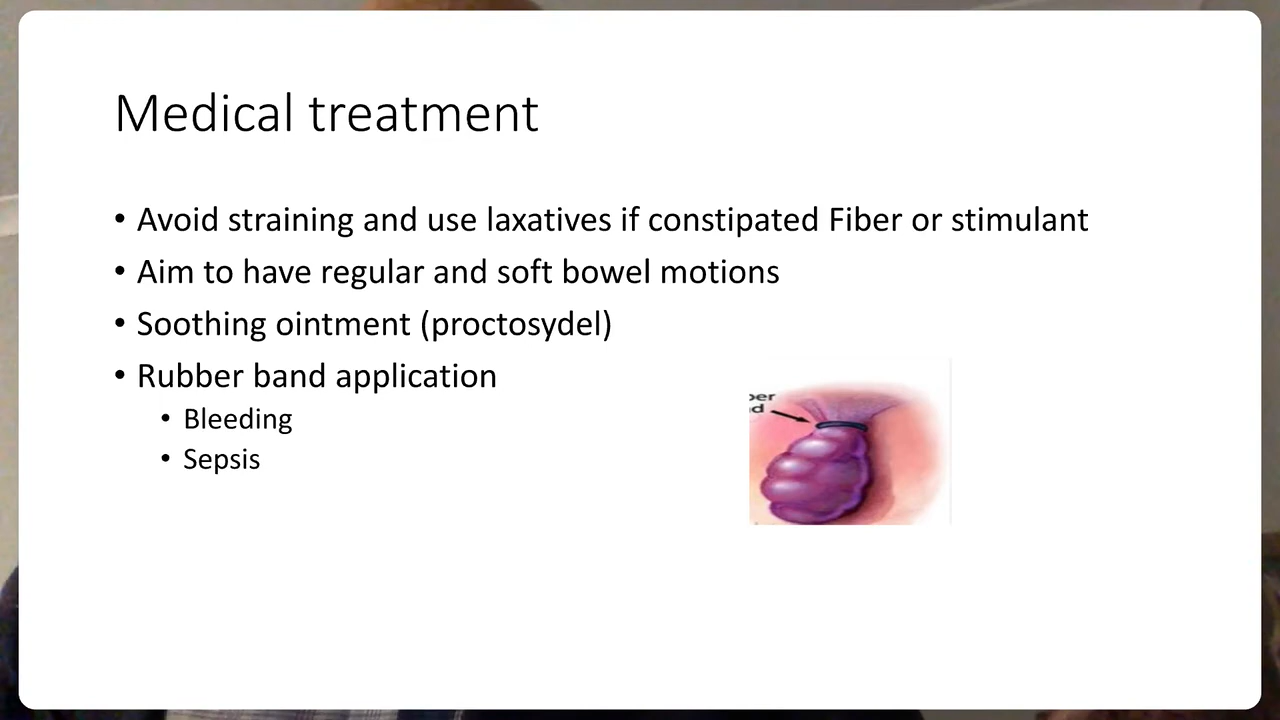 Medical treatment
• Avoid straining and use laxatives if constipated Fiber or stimulant
• Aim to have regular and soft bowel motions
• Soothing ointment (proctosydel)
• Rubber band application
• Bleeding
• Sepsis